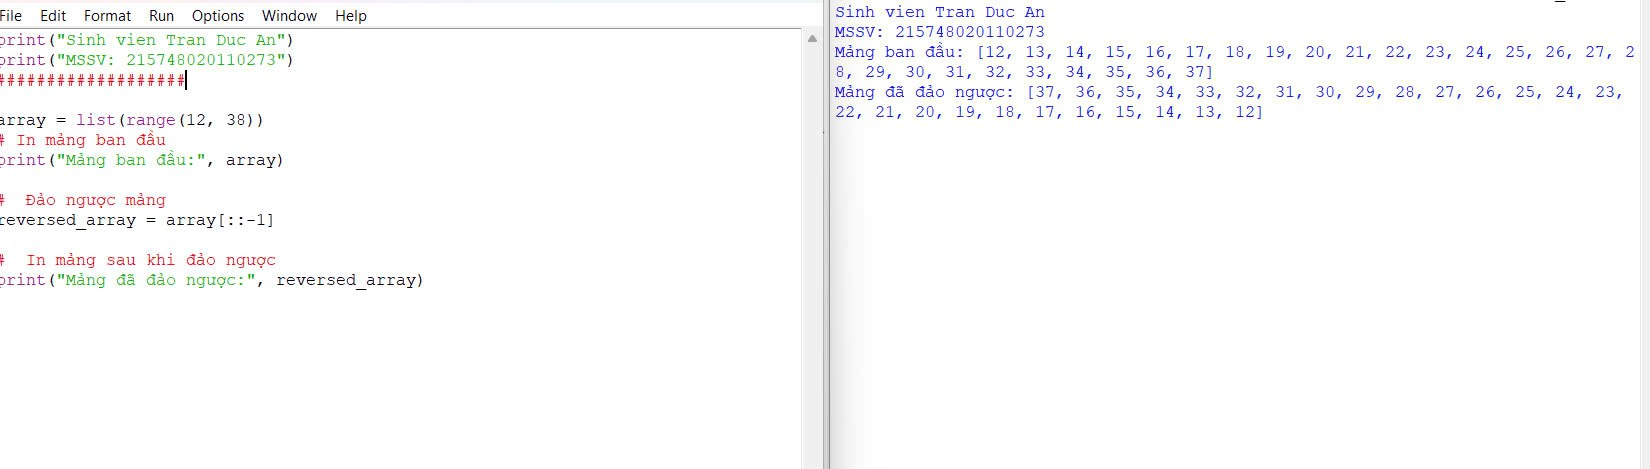 File Edit Format Run Options Window Help
print("Sinh vien Tran Duc An")
print("MSSV: 215748020110273")
###################
array = list(range(12, 38))
# In mảng ban đầu
print("Mảng ban đầu:", array)
#  Đảo ngược mảng
reversed_array = array[::-1]
#  In mảng sau khi đảo ngược
print("Mảng đã đảo ngược:", reversed_array)
Sinh vien Tran Duc An
MSSV: 215748020110273
Mảng ban đầu: [12, 13, 14, 15, 16, 17, 18, 19, 20, 21, 22, 23, 24, 25, 26, 27, 2
8, 29, 30, 31, 32, 33, 34, 35, 36, 37]
Mảng đã đảo ngược: [37, 36, 35, 34, 33, 32, 31, 30, 29, 28, 27, 26, 25, 24, 23,
22, 21, 20, 19, 18, 17, 16, 15, 14, 13, 12]